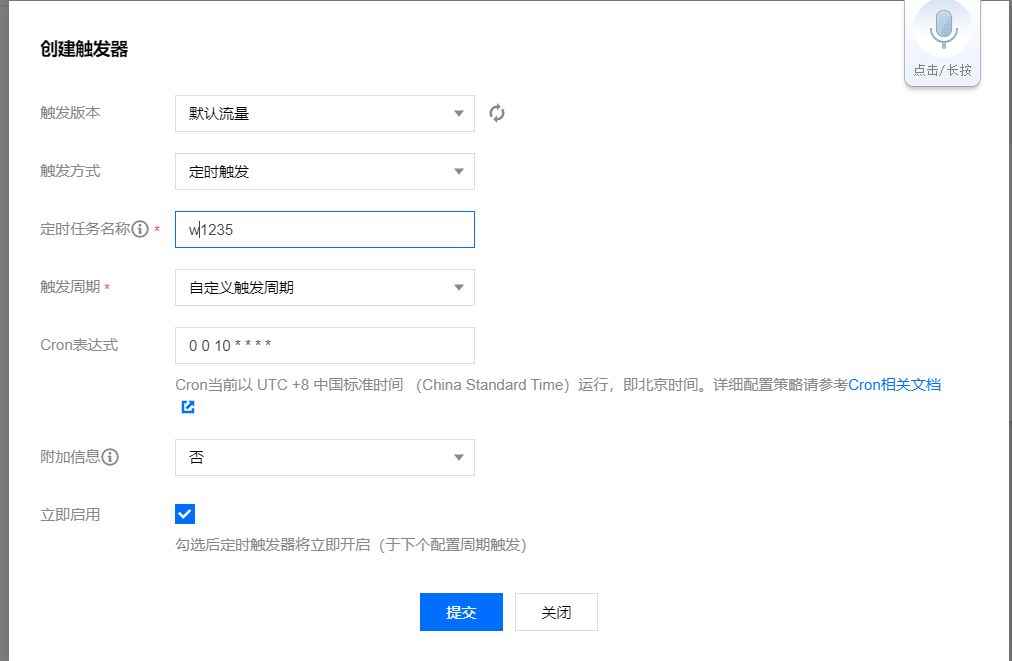 创建触发器
点击/长按
触发版本 默认流量
触发方式 定时触发
定时任务名称 * w1235
触发周期 * 自定义触发周期
Cron表达式 0 0 10 * * * *
Cron当前以 UTC +8 中国标准时间 （China Standard Time）运行，即北京时间。详细配置策略请参考Cron相关文档
附加信息 否
立即启用
勾选后定时触发器将立即开启（于下个配置周期触发）
提交 关闭